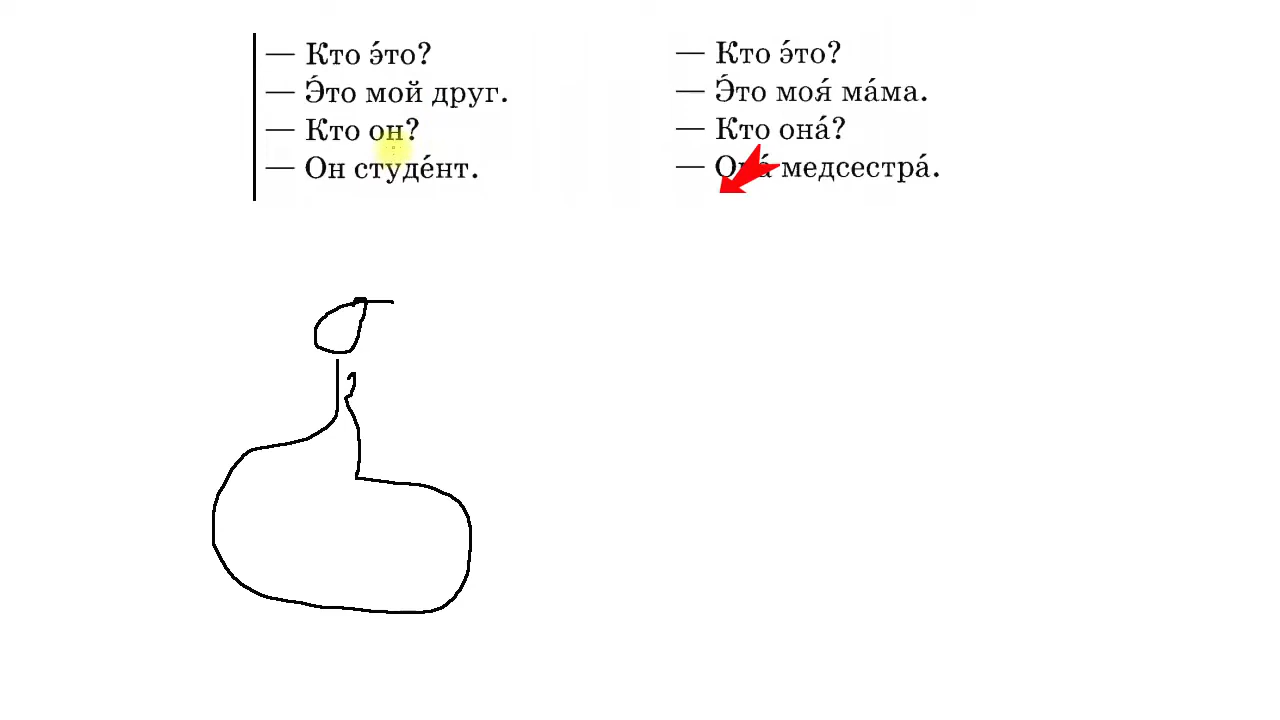 — Кто э́то?
— Э́то мой друг.
— Кто он?
— Он студе́нт.
— Кто э́то?
— Э́то моя́ ма́ма.
— Кто она́?
— Она́ медсестра́.